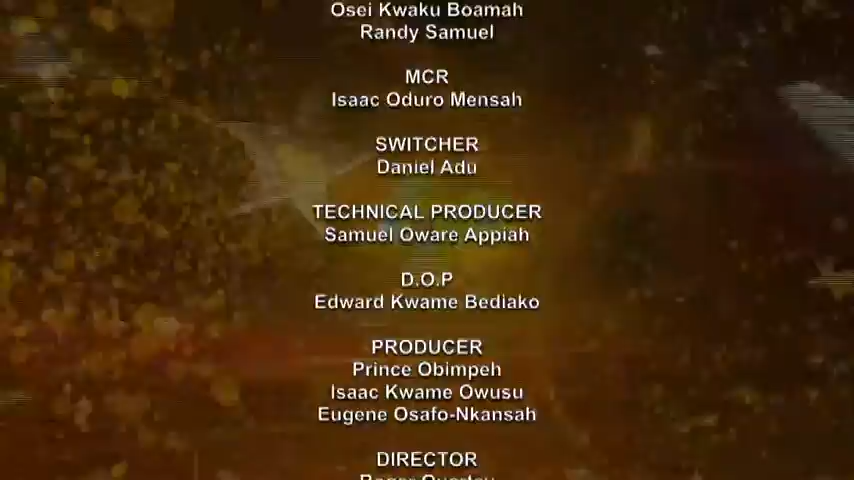 Osei Kwaku Boamah
Randy Samuel
MCR
Isaac Oduro Mensah
SWITCHER
Daniel Adu
TECHNICAL PRODUCER
Samuel Oware Appiah
D.O.P
Edward Kwame Bediako
PRODUCER
Prince Obimpeh
Isaac Kwame Owusu
Eugene Osafo-Nkansah
DIRECTOR